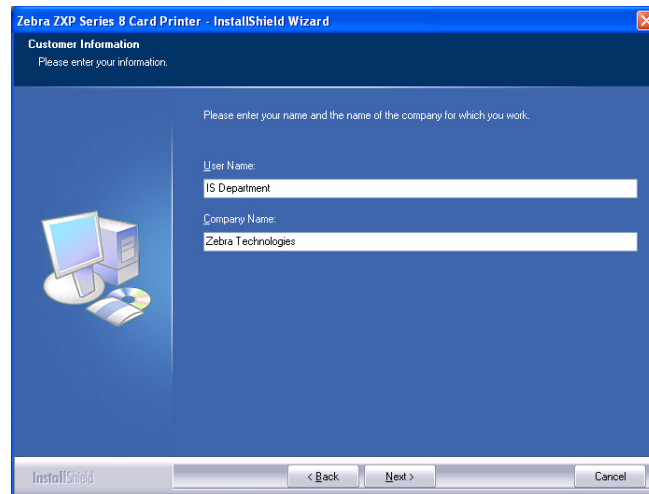 Zebra ZXP Series 8 Card Printer - InstallShield Wizard
Customer Information
Please enter your information.
Please enter your name and the name of the company for which you work.
User Name:
IS Department
Company Name:
Zebra Technologies
InstallShield
< Back
Next >
Cancel